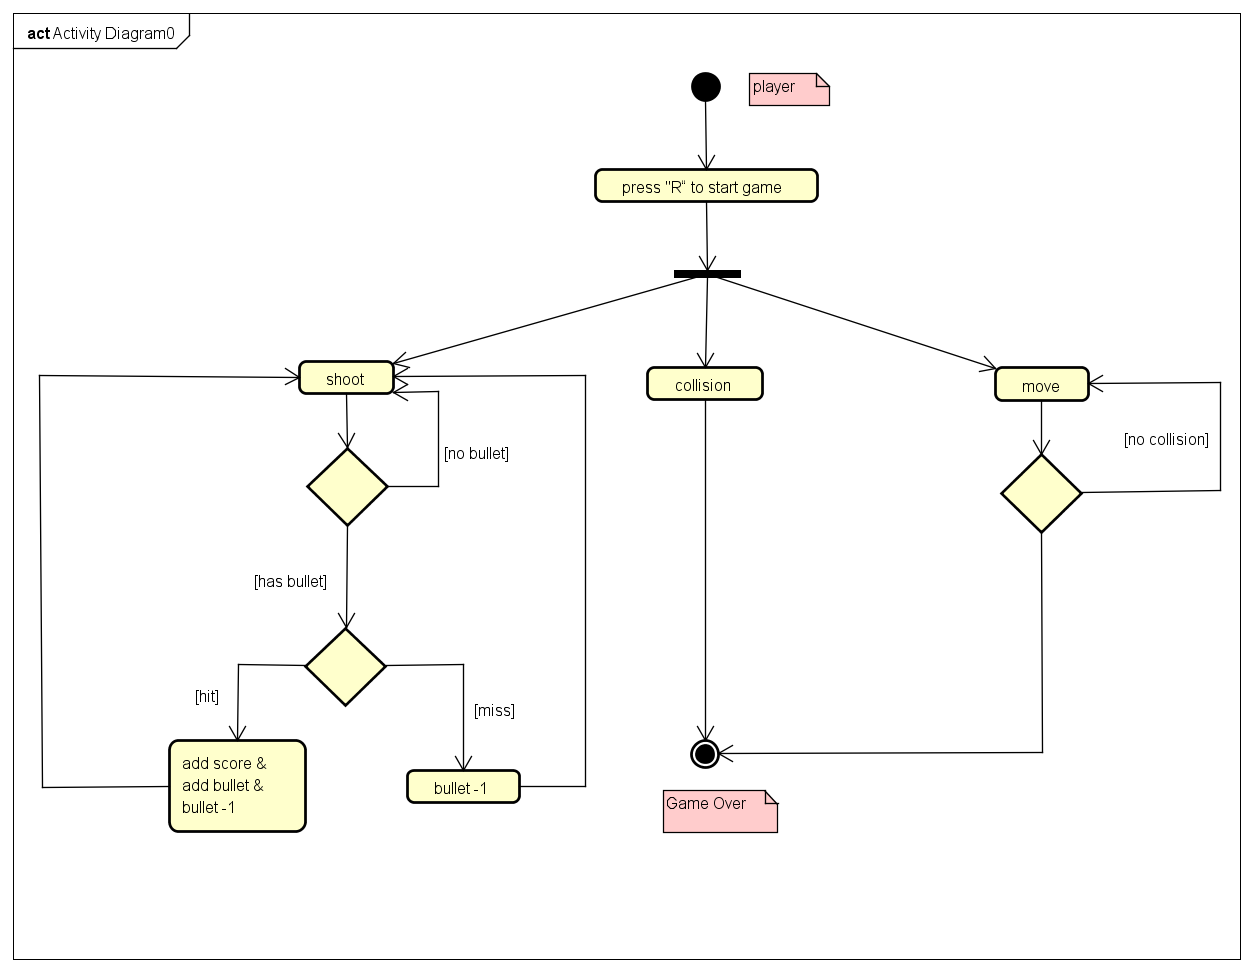 act Activity Diagram0
player
press "R" to start game
shoot
collision
move
[no collision]
[no bullet]
[has bullet]
[hit]
[miss]
add score &
add bullet &
bullet -1
bullet -1
Game Over